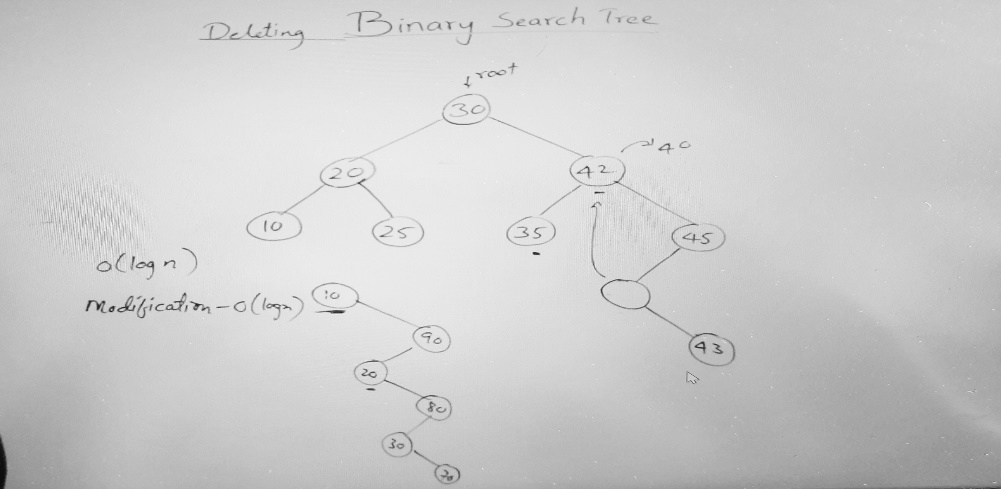 Deleting Binary Search Tree
root
30
20 42 40
10 25 35 45
o(log n)
Modification - o(logn) 10
90
43
20
80
30
70